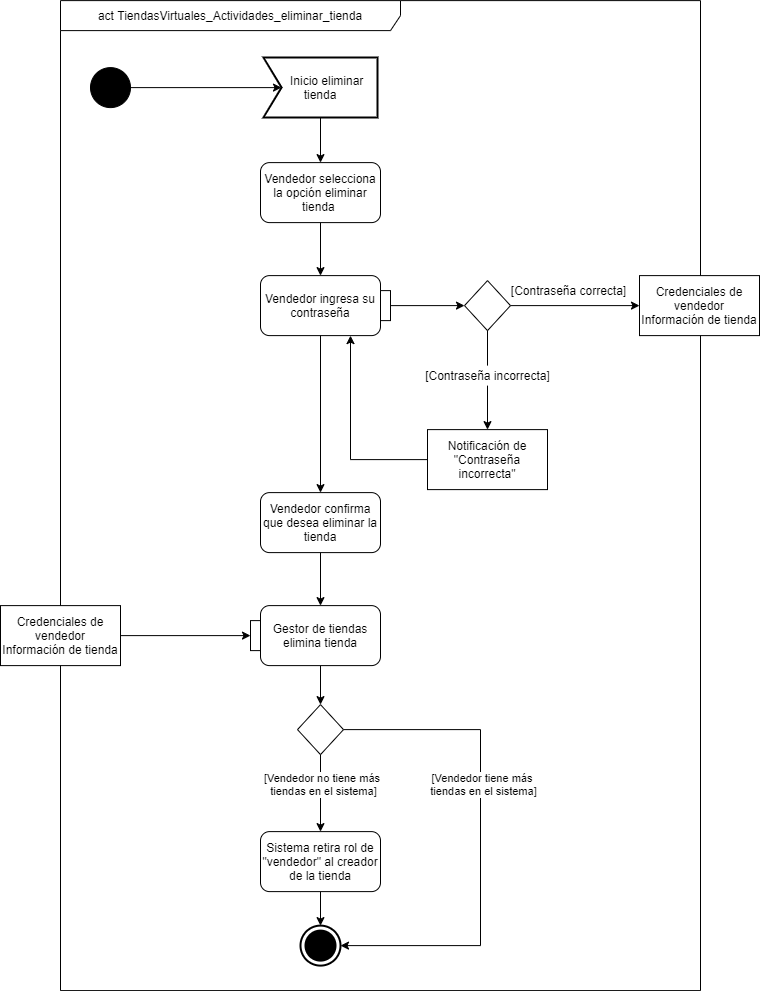 act TiendasVirtuales_Actividades_eliminar_tienda
Inicio eliminar
tienda
Vendedor selecciona
la opción eliminar
tienda
Vendedor ingresa su
contraseña
[Contraseña correcta]
Credenciales de
vendedor
Información de tienda
[Contraseña incorrecta]
Notificación de
"Contraseña
incorrecta"
Vendedor confirma
que desea eliminar la
tienda
Credenciales de
vendedor
Información de tienda
Gestor de tiendas
elimina tienda
[Vendedor no tiene más
tiendas en el sistema]
[Vendedor tiene más
tiendas en el sistema]
Sistema retira rol de
"vendedor" al creador
de la tienda